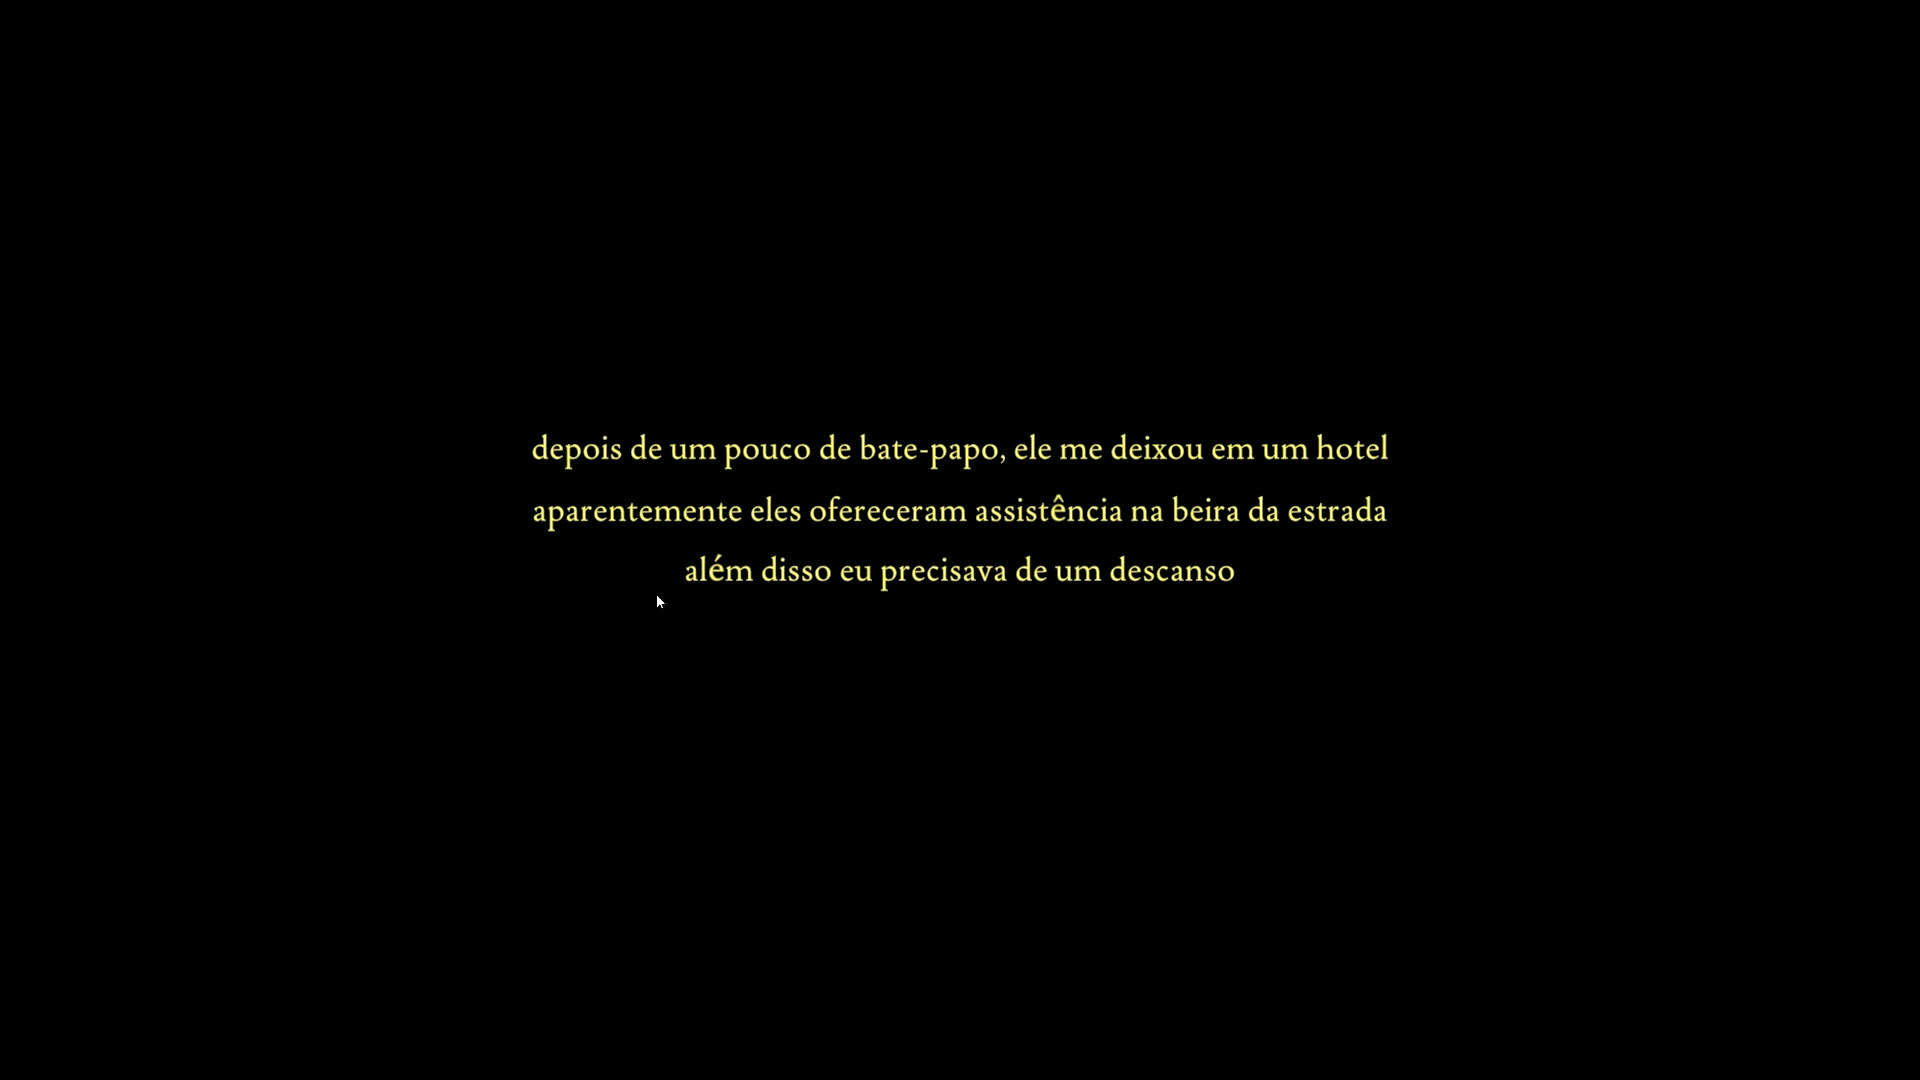 depois de um pouco de bate-papo, ele me deixou em um hotel
aparentemente eles ofereceram assistência na beira da estrada
além disso eu precisava de um descanso